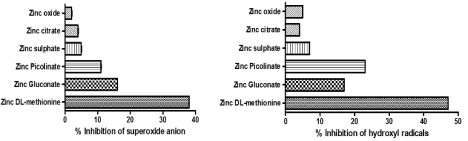 Zinc oxide
Zinc citrate
Zinc sulphate
Zinc Picolinate
Zinc Gluconate
Zinc DL-methionine
0 10 20 30 40
% Inhibition of superoxide anion
Zinc oxide
Zinc citrate
Zinc sulphate
Zinc Picolinate
Zinc Gluconate
Zinc DL-methionine
0 10 20 30 40 50
% Inhibition of hydroxyl radicals